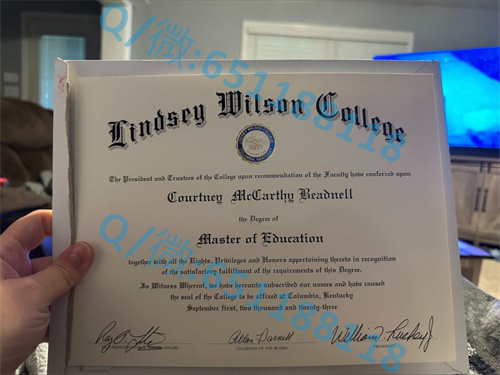 Q/微:651188118
Lindsey Wilson College
The President and Trustees of the College upon recommendation of the Faculty have conferred upon
Courtney McCarthy Beadnell
the Degree of
Master of Education
together with all the Rights, Privileges and Honors appertaining thereto in recognition
of the satisfactory fulfillment of the requirements of this Degree.
In Witness Whereof, we have hereunto subscribed our names and have caused
the seal of the College to be affixed at Columbia, Kentucky
September first, two thousand and twenty-three
Q/微:651188118
CHAIRMAN OF THE BOARD
PRESIDENT